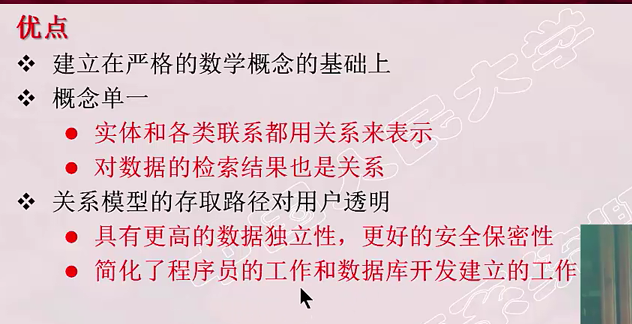 优点
❖ 建立在严格的数学概念的基础上
❖ 概念单一
● 实体和各类联系都用关系来表示
● 对数据的检索结果也是关系
❖ 关系模型的存取路径对用户透明
● 具有更高的数据独立性，更好的安全保密性
● 简化了程序员的工作和数据库开发建立的工作